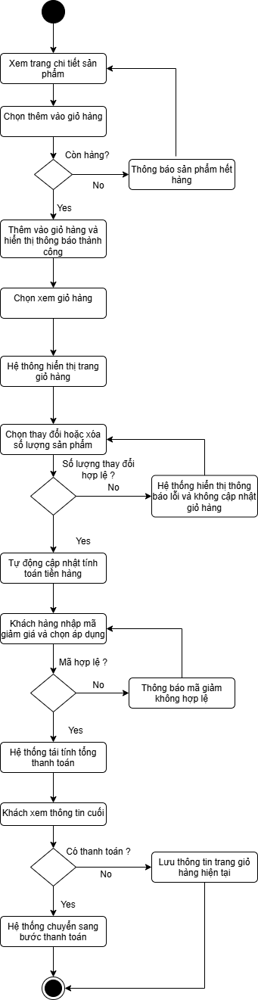 Xem trang chi tiết sản
phẩm
Chọn thêm vào giỏ hàng
Còn hàng?
No
Thông báo sản phẩm hết
hàng
Yes
Thêm vào giỏ hàng và
hiển thị thông báo thành
công
Chọn xem giỏ hàng
Hệ thông hiển thị trang
giỏ hàng
Chọn thay đổi hoặc xóa
số lượng sản phẩm
Số lượng thay đổi
hợp lệ ?
No
Hệ thống hiển thị thông
báo lỗi và không cập nhật
giỏ hàng
Yes
Tự động cập nhật tính
toán tiền hàng
Khách hàng nhập mã
giảm giá và chọn áp dụng
Mã hợp lệ ?
No
Thông báo mã giảm
không hợp lệ
Yes
Hệ thống tái tính tổng
thanh toán
Khách xem thông tin cuối
Có thanh toán ?
No
Lưu thông tin trang giỏ
hàng hiện tại
Yes
Hệ thống chuyển sang
bước thanh toán